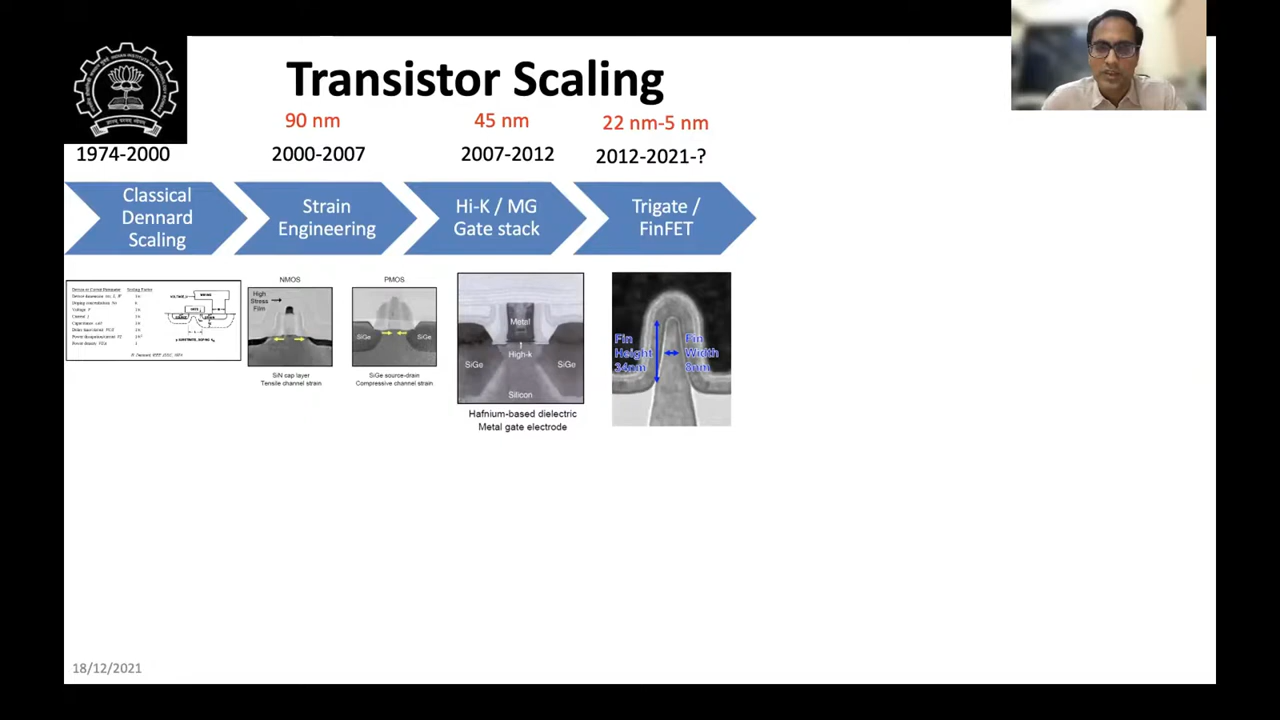 Transistor Scaling
90 nm
45 nm
22 nm-5 nm
1974-2000
2000-2007
2007-2012
2012-2021-?
Classical
Dennard
Scaling
Strain
Engineering
Hi-K / MG
Gate stack
Trigate /
FinFET
NMOS
High
Stress
Film
SiN cap layer
Tensile channel strain
PMOS
SiGe
SiGe
SiGe source-drain
Compressive channel strain
Metal
High-k
SiGe
SiGe
Silicon
Hafnium-based dielectric
Metal gate electrode
Fin
Height
34nm
Fin
Width
8nm
18/12/2021